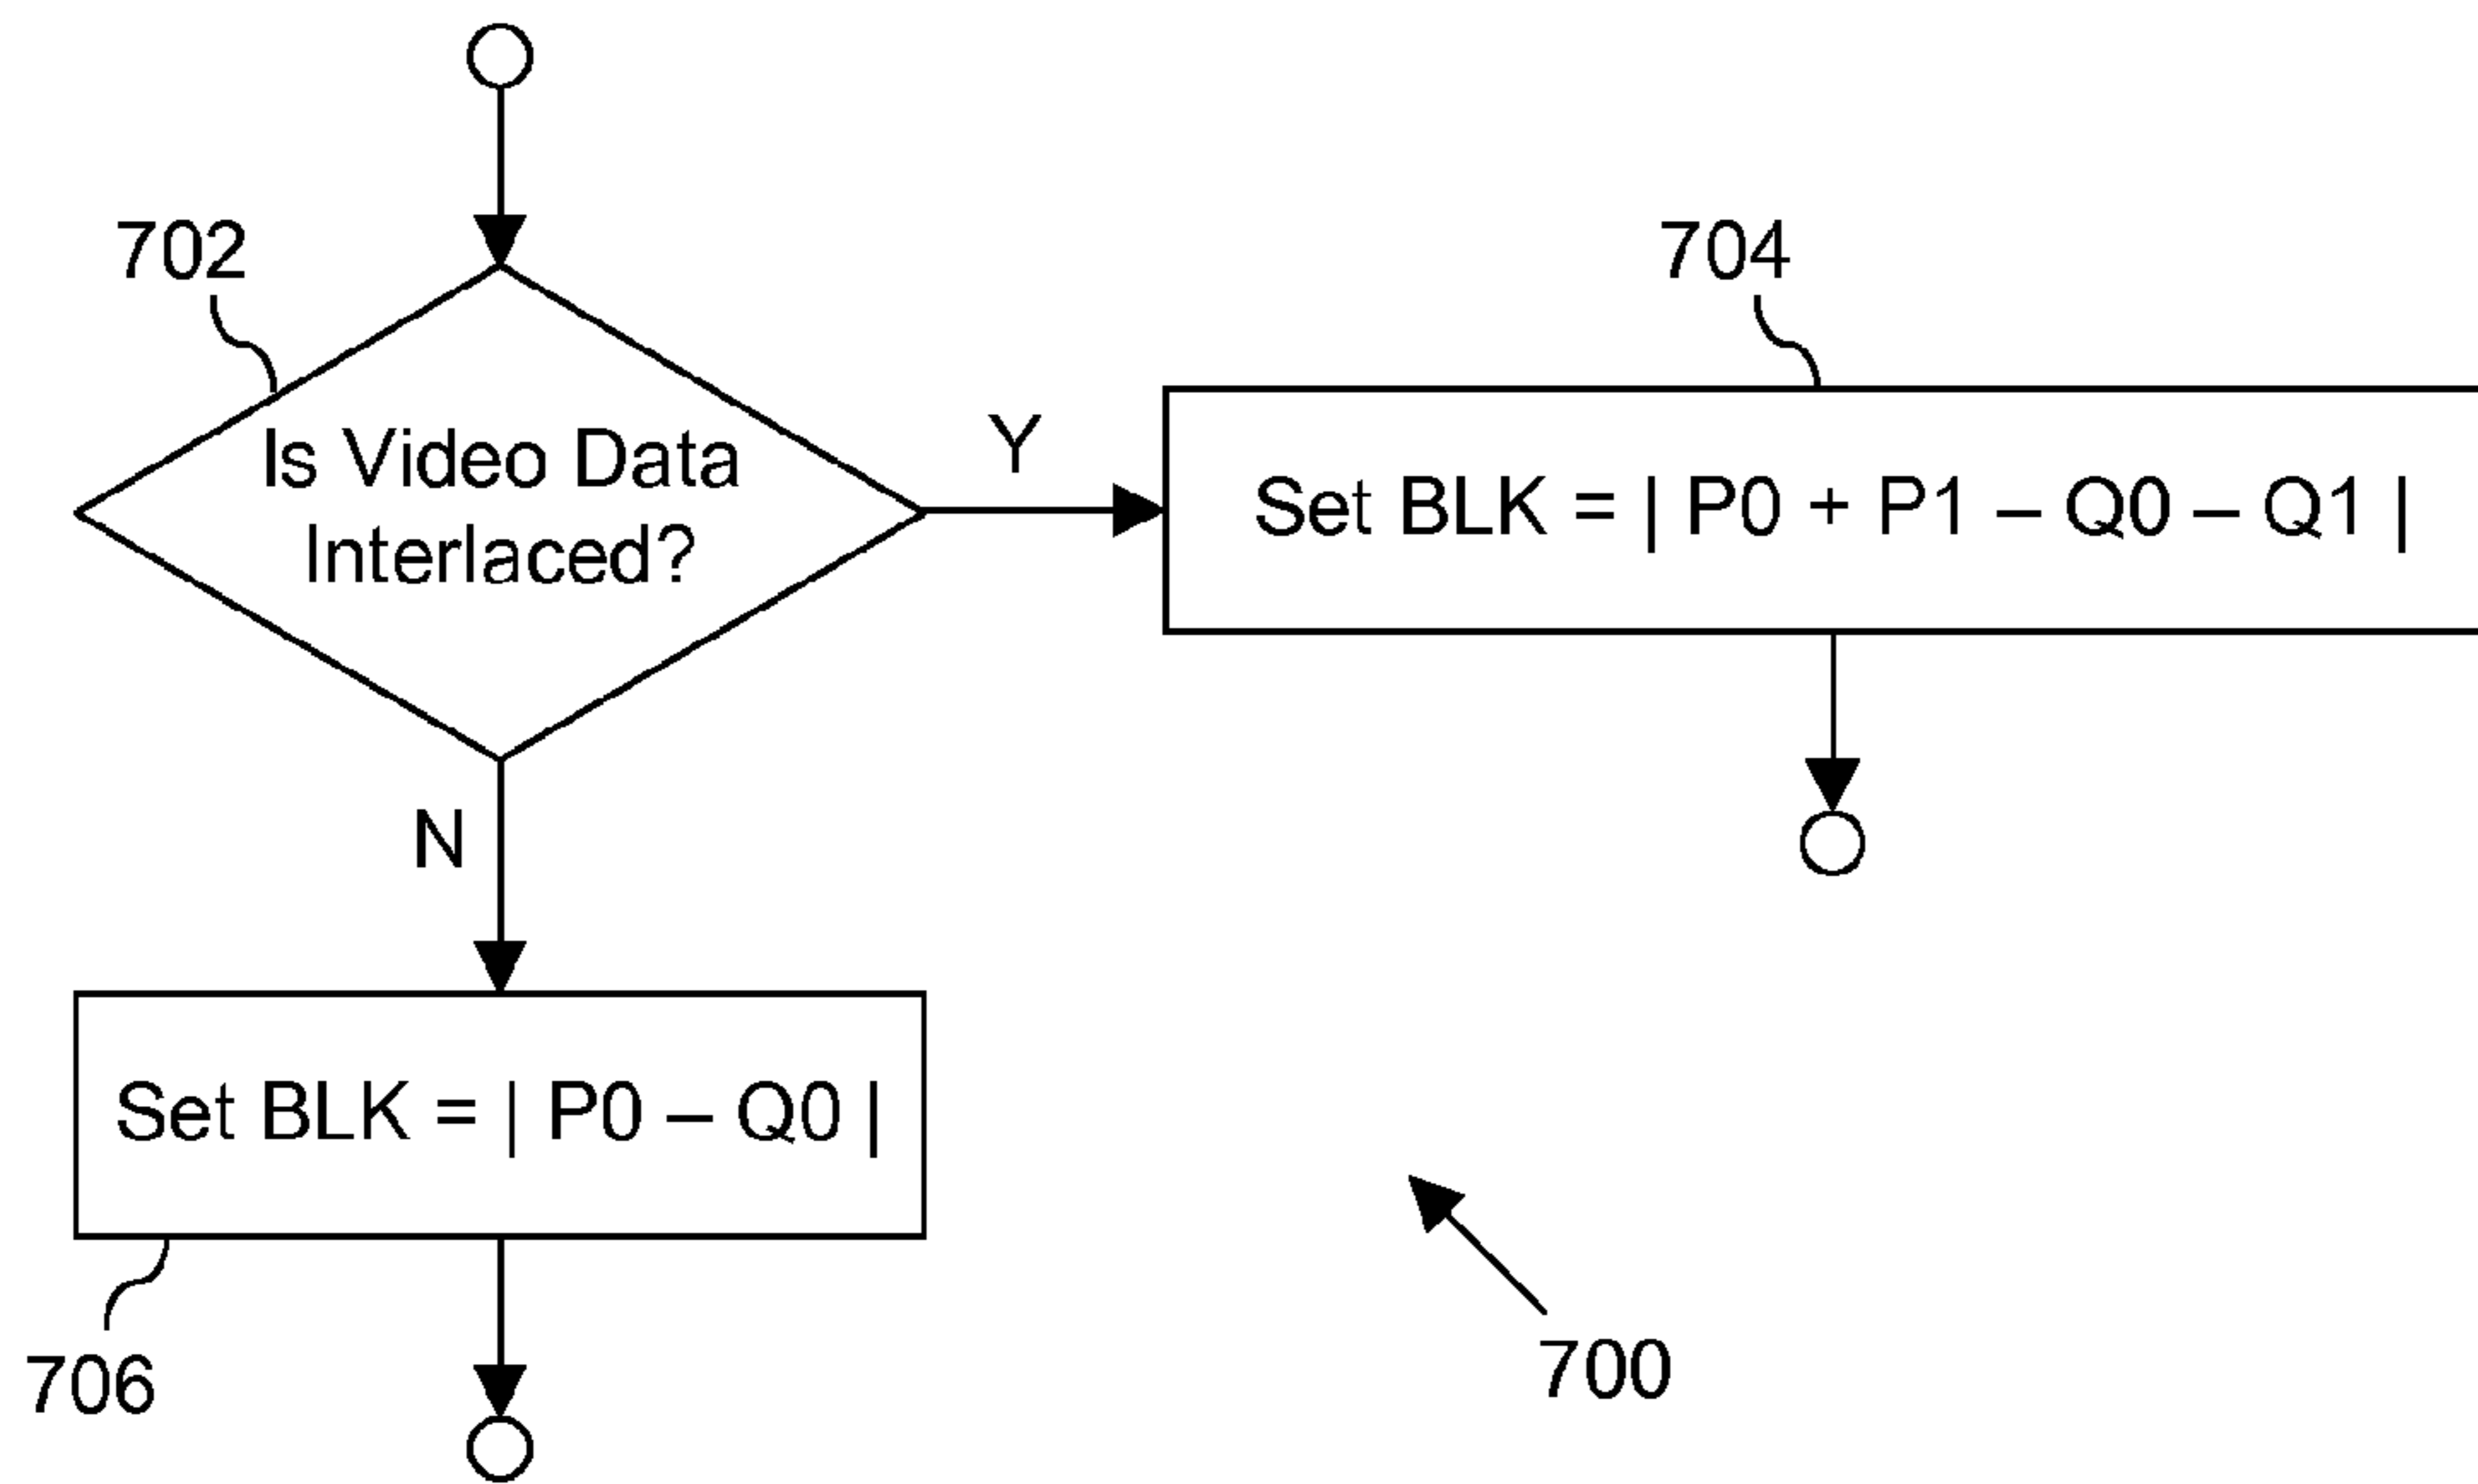 702
704
Is Video Data
Interlaced?
Y
Set BLK = | P0 + P1 – Q0 – Q1 |
N
Set BLK = | P0 – Q0 |
706
700